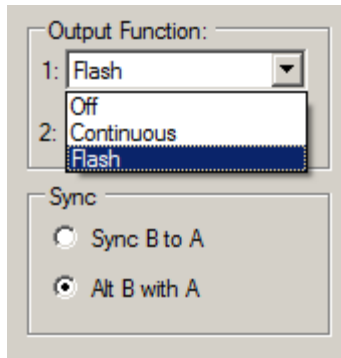 Output Function:
1: Flash
Off
2: Continuous
Flash
Sync
Sync B to A
Alt B with A